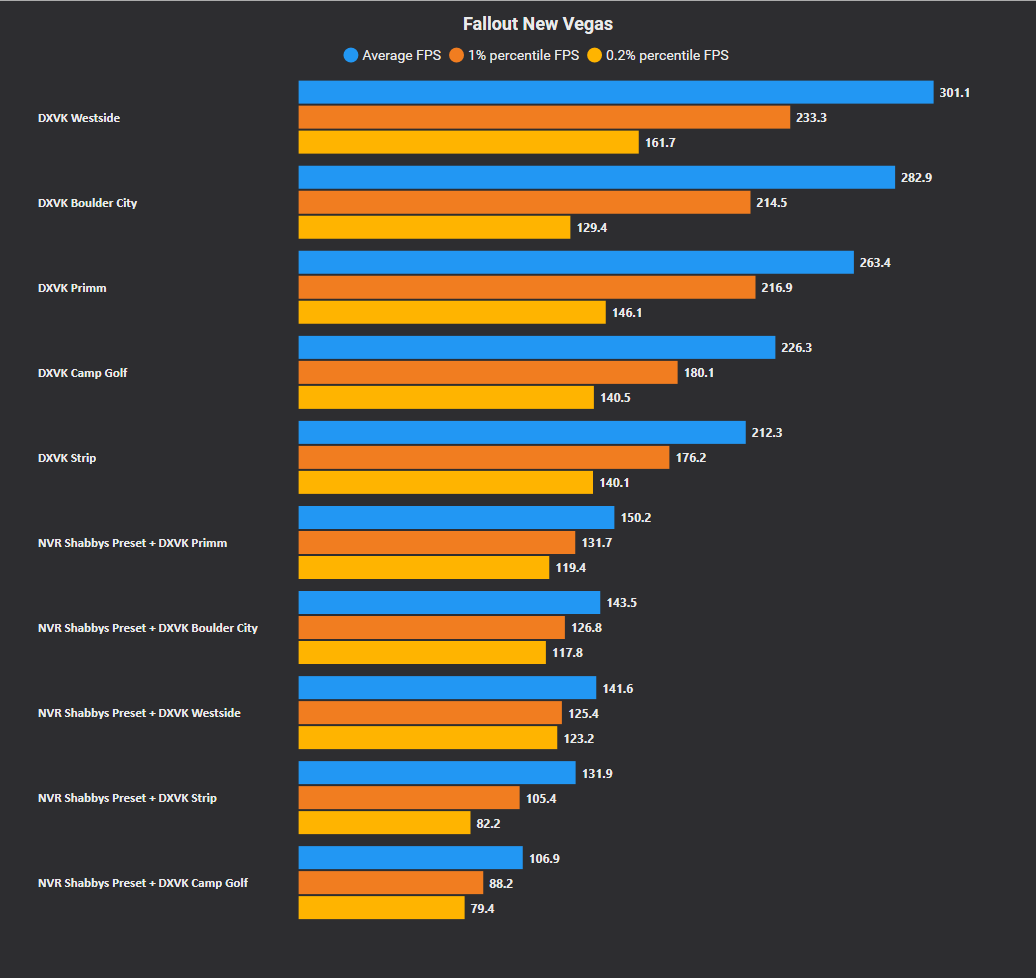 Fallout New Vegas
Average FPS 1% percentile FPS 0.2% percentile FPS
301.1
DXVK Westside 233.3
161.7
282.9
DXVK Boulder City 214.5
129.4
263.4
DXVK Primm 216.9
146.1
226.3
DXVK Camp Golf 180.1
140.5
212.3
DXVK Strip 176.2
140.1
150.2
NVR Shabbys Preset + DXVK Primm 131.7
119.4
143.5
NVR Shabbys Preset + DXVK Boulder City 126.8
117.8
141.6
NVR Shabbys Preset + DXVK Westside 125.4
123.2
131.9
NVR Shabbys Preset + DXVK Strip 105.4
82.2
106.9
NVR Shabbys Preset + DXVK Camp Golf 88.2
79.4